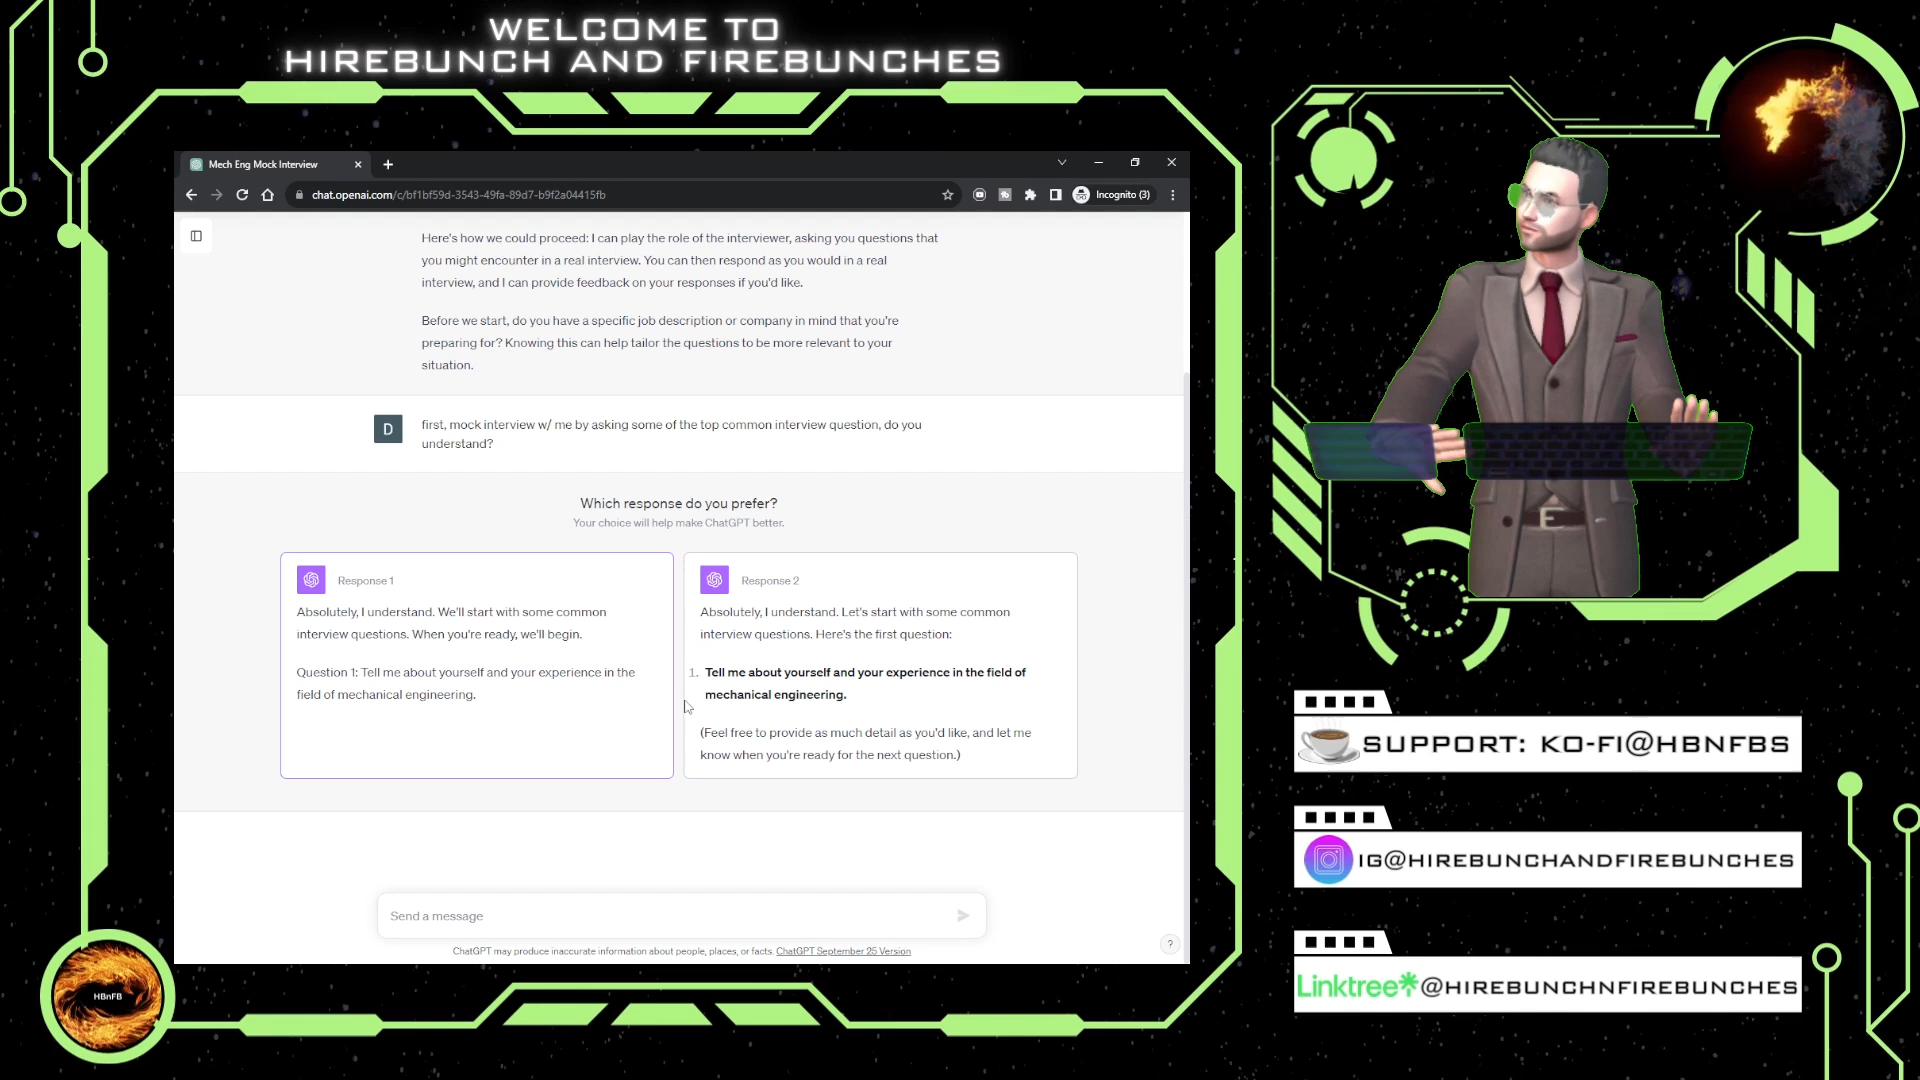 WELCOME TO
HIREBUNCH AND FIREBUNCHES
Mech Eng Mock Interview
chat.openai.com/c/bf1bf59d-3543-49fa-89d7-b9f2a04415fb
Incognito (3)
Here's how we could proceed: I can play the role of the interviewer, asking you questions that
you might encounter in a real interview. You can then respond as you would in a real
interview, and I can provide feedback on your responses if you'd like.
Before we start, do you have a specific job description or company in mind that you're
preparing for? Knowing this can help tailor the questions to be more relevant to your
situation.
D
first, mock interview w/ me by asking some of the top common interview question, do you
understand?
Which response do you prefer?
Your choice will help make ChatGPT better.
Response 1
Absolutely, I understand. We'll start with some common
interview questions. When you're ready, we'll begin.
Question 1: Tell me about yourself and your experience in the
field of mechanical engineering.
Response 2
Absolutely, I understand. Let's start with some common
interview questions. Here's the first question:
1. Tell me about yourself and your experience in the field of
mechanical engineering.
(Feel free to provide as much detail as you'd like, and let me
know when you're ready for the next question.)
Send a message
ChatGPT may produce inaccurate information about people, places, or facts. ChatGPT September 25 Version
?
E
SUPPORT: KO-FI@HBNFBS
IG@HIREBUNCHANDFIREBUNCHES
Linktree*@HIREBUNCHNFIREBUNCHES
HBnFB